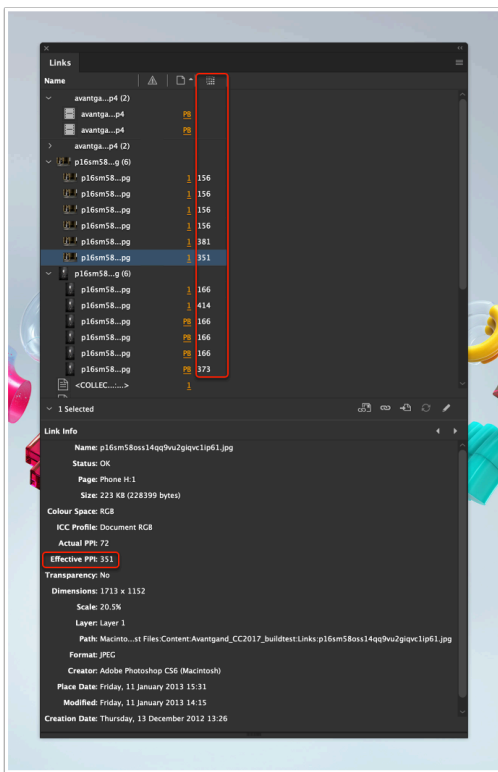 Links
Name
avantga...p4 (2)
avantga...p4 PB
avantga...p4 PB
avantga...p4 (2)
p16sm58...g (6)
p16sm58...pg 1 156
p16sm58...pg 1 156
p16sm58...pg 1 156
p16sm58...pg 1 156
p16sm58...pg 1 381
p16sm58...pg 1 351
p16sm58...g (6)
p16sm58...pg 1 166
p16sm58...pg 1 414
p16sm58...pg PB 166
p16sm58...pg PB 166
p16sm58...pg PB 166
p16sm58...pg PB 373
<COLLEC...:...> 1
1 Selected
Link Info
Name: p16sm58oss14qq9vu2giqvc1ip61.jpg
Status: OK
Page: Phone H:1
Size: 223 KB (228399 bytes)
Colour Space: RGB
ICC Profile: Document RGB
Actual PPI: 72
Effective PPI: 351
Transparency: No
Dimensions: 1713 x 1152
Scale: 20.5%
Layer: Layer 1
Path: Macinto...st Files:Content:Avantgand_CC2017_buildtest:Links:p16sm58oss14qq9vu2giqvc1ip61.jpg
Format: JPEG
Creator: Adobe Photoshop CS6 (Macintosh)
Place Date: Friday, 11 January 2013 15:31
Modified: Friday, 11 January 2013 14:15
Creation Date: Thursday, 13 December 2012 13:26